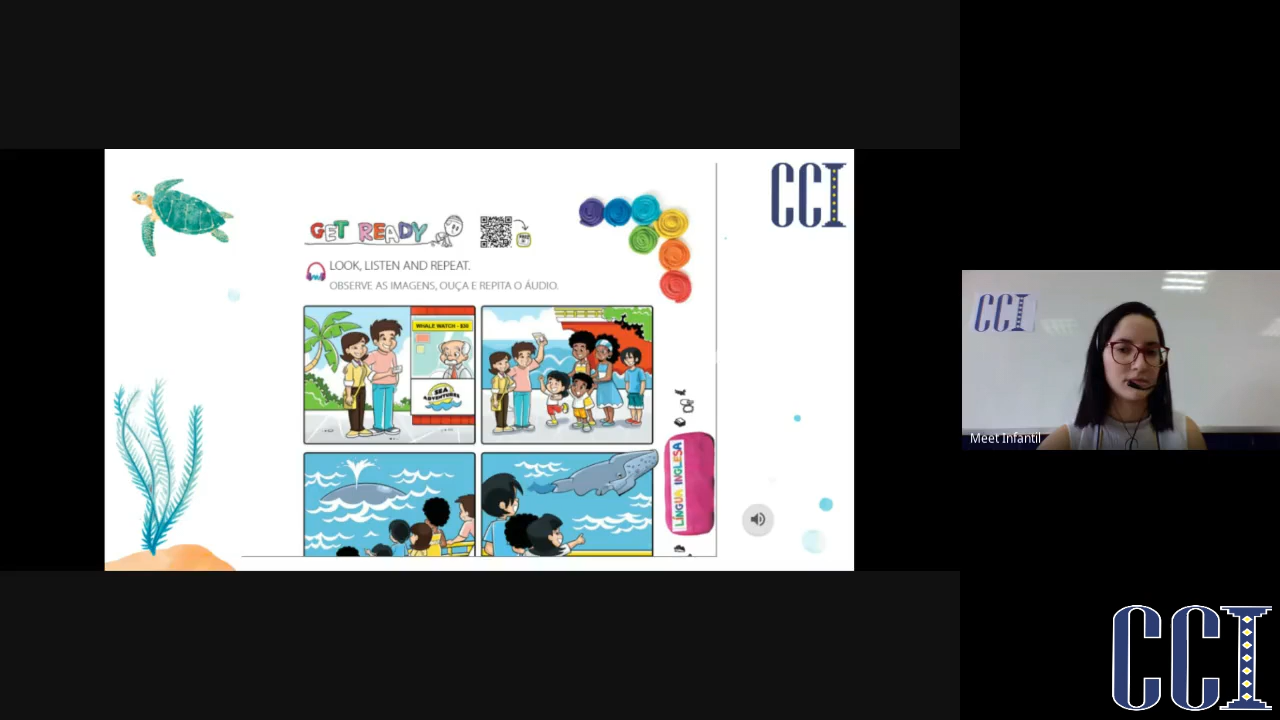 CCI
GET READY
LOOK, LISTEN AND REPEAT.
OBSERVE AS IMAGENS, OUÇA E REPITA O ÁUDIO.
WHALE WATCH - $30
SEA
ADVENTURES
LÍNGUA INGLESA
CCI
Meet Infantil
CCI